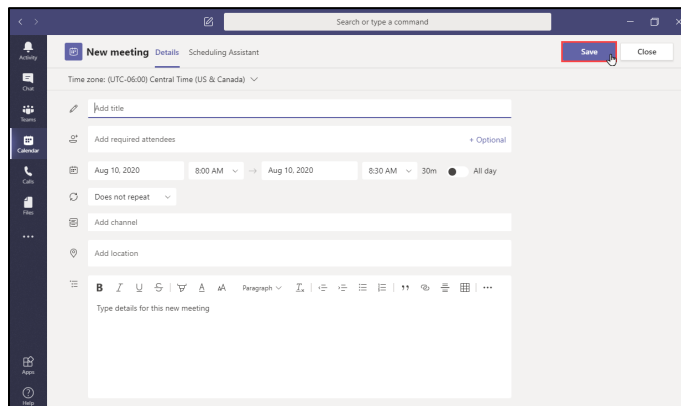 Search or type a command
Activity
Chat
Teams
Calendar
Calls
Files
Apps
Help
New meeting Details Scheduling Assistant
Save Close
Time zone: (UTC-06:00) Central Time (US & Canada)
Add title
Add required attendees + Optional
Aug 10, 2020 8:00 AM → Aug 10, 2020 8:30 AM 30m All day
Does not repeat
Add channel
Add location
B I U S A AA Paragraph
Type details for this new meeting